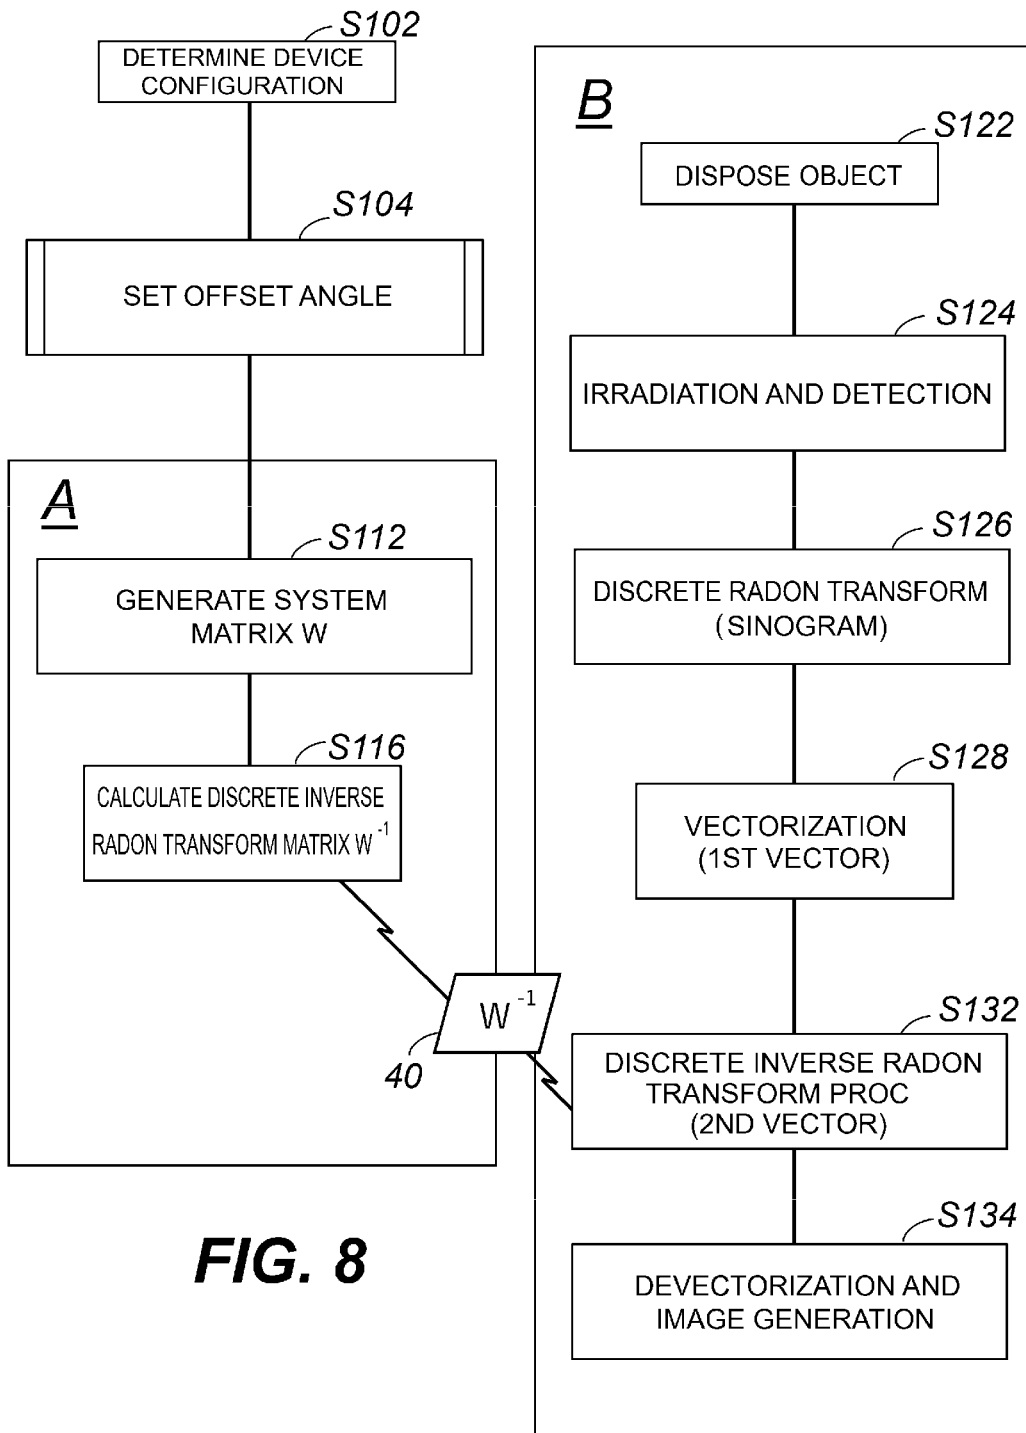 S102
DETERMINE DEVICE
CONFIGURATION
S104
SET OFFSET ANGLE
A
S112
GENERATE SYSTEM
MATRIX W
S116
CALCULATE DISCRETE INVERSE
RADON TRANSFORM MATRIX W⁻¹
W⁻¹
40
B
S122
DISPOSE OBJECT
S124
IRRADIATION AND DETECTION
S126
DISCRETE RADON TRANSFORM
(SINOGRAM)
S128
VECTORIZATION
(1ST VECTOR)
S132
DISCRETE INVERSE RADON
TRANSFORM PROC
(2ND VECTOR)
S134
DEVECTORIZATION AND
IMAGE GENERATION
FIG. 8